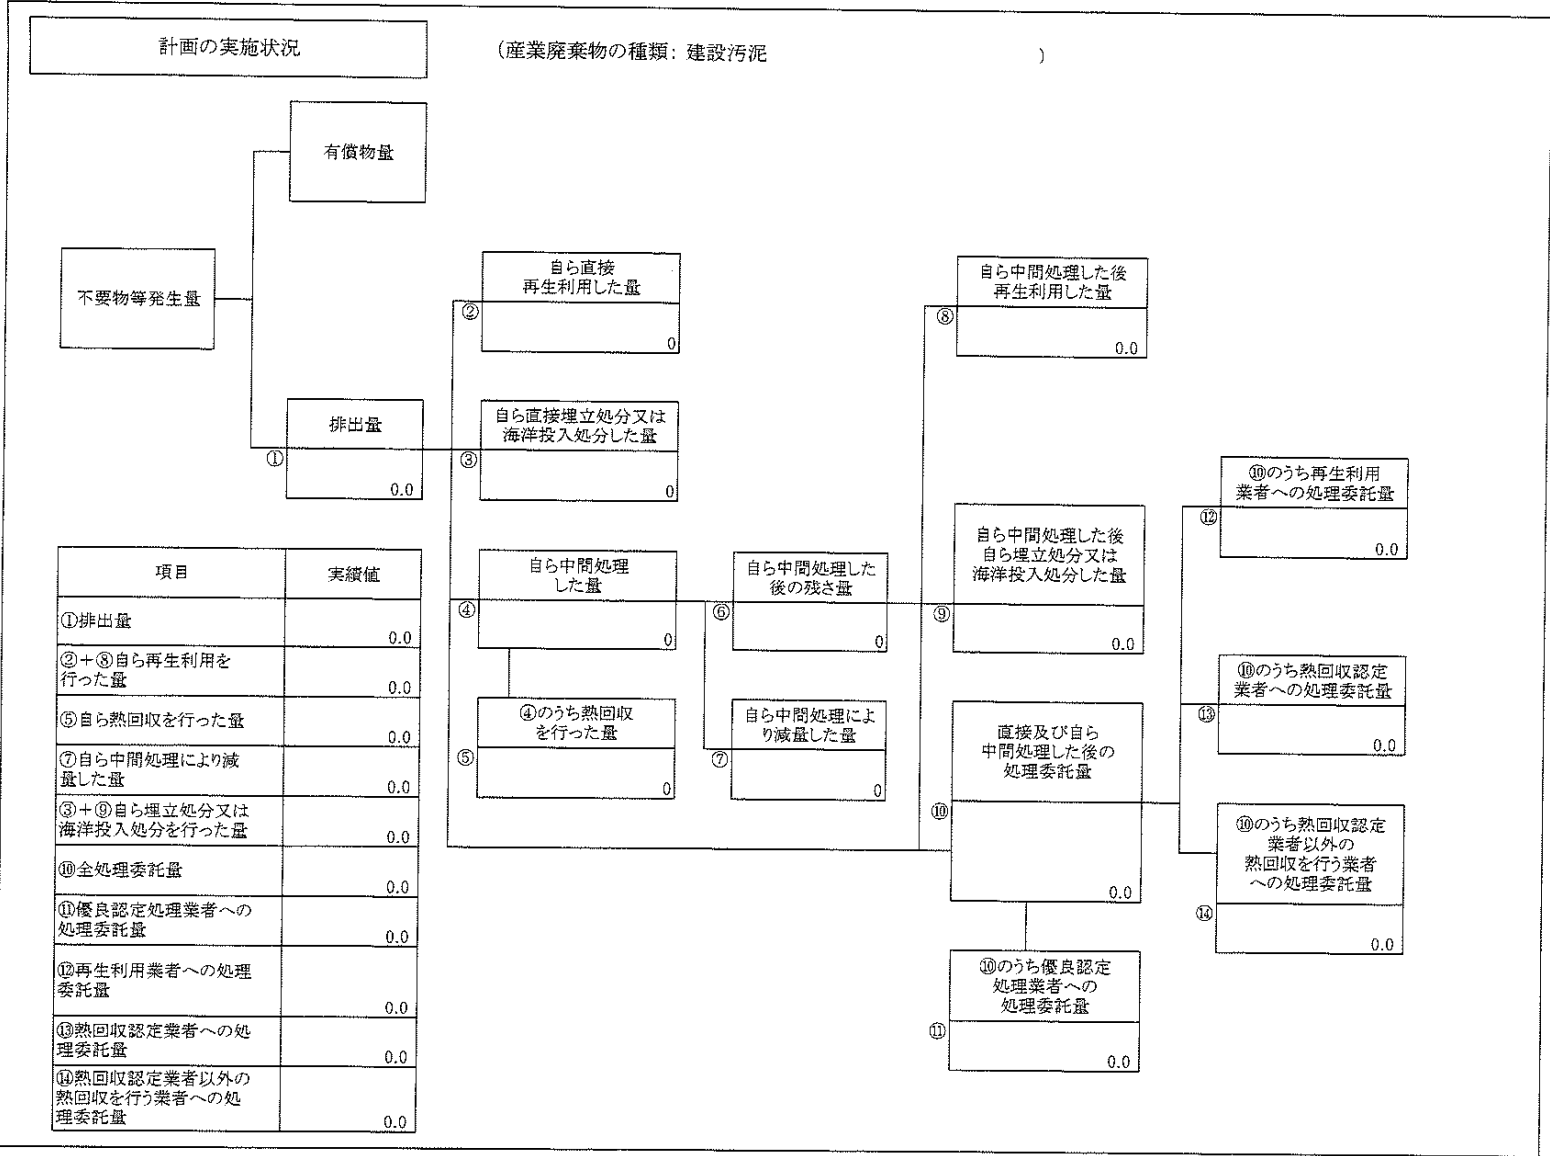 計画の実施状況
（産業廃棄物の種類： 建設汚泥 ）
有償物量
不要物等発生量
排出量
①
0.0
自ら直接
再生利用した量
②
0
自ら直接埋立処分又は
海洋投入処分した量
③
0
自ら中間処理
した量
④
0
④のうち熱回収
を行った量
⑤
0
自ら中間処理した
後の残さ量
⑥
0
自ら中間処理によ
り減量した量
⑦
0
自ら中間処理した後
再生利用した量
⑧
0.0
自ら中間処理した後
自ら埋立処分又は
海洋投入処分した量
⑨
0.0
直接及び自ら
中間処理した後の
処理委託量
⑩
0.0
⑩のうち優良認定
処理業者への
処理委託量
⑪
0.0
⑩のうち再生利用
業者への処理委託量
⑫
0.0
⑩のうち熱回収認定
業者への処理委託量
⑬
0.0
⑩のうち熱回収認定
業者以外の
熱回収を行う業者
への処理委託量
⑭
0.0
項目 実績値
①排出量
0.0
②＋⑧自ら再生利用を
行った量
0.0
⑤自ら熱回収を行った量
0.0
⑦自ら中間処理により減
量した量
0.0
③＋⑨自ら埋立処分又は
海洋投入処分を行った量
0.0
⑩全処理委託量
0.0
⑪優良認定処理業者への
処理委託量
0.0
⑫再生利用業者への処理
委託量
0.0
⑬熱回収認定業者への処
理委託量
0.0
⑭熱回収認定業者以外の
熱回収を行う業者への処
理委託量
0.0